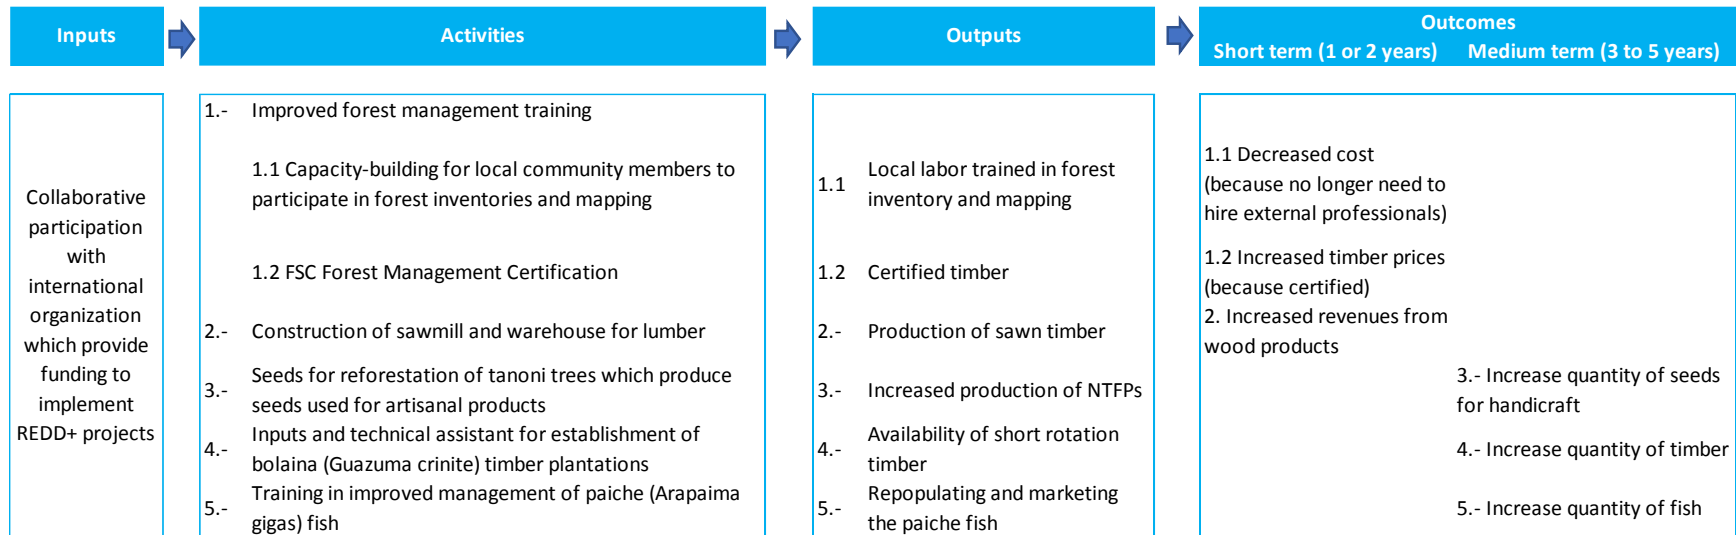 Inputs
Activities
Outputs
Outcomes
Short term (1 or 2 years)
Medium term (3 to 5 years)
Collaborative
participation
with
international
organization
which provide
funding to
implement
REDD+ projects
1.- Improved forest management training
1.1 Capacity-building for local community members to
participate in forest inventories and mapping
1.2 FSC Forest Management Certification
2.- Construction of sawmill and warehouse for lumber
3.- Seeds for reforestation of tanoni trees which produce
seeds used for artisanal products
4.- Inputs and technical assistant for establishment of
bolaina (Guazuma crinite) timber plantations
5.- Training in improved management of paiche (Arapaima
gigas) fish
1.1 Local labor trained in forest
inventory and mapping
1.2 Certified timber
2.- Production of sawn timber
3.- Increased production of NTFPs
4.- Availability of short rotation
timber
5.- Repopulating and marketing
the paiche fish
1.1 Decreased cost
(because no longer need to
hire external professionals)
1.2 Increased timber prices
(because certified)
2. Increased revenues from
wood products
3.- Increase quantity of seeds
for handicraft
4.- Increase quantity of timber
5.- Increase quantity of fish